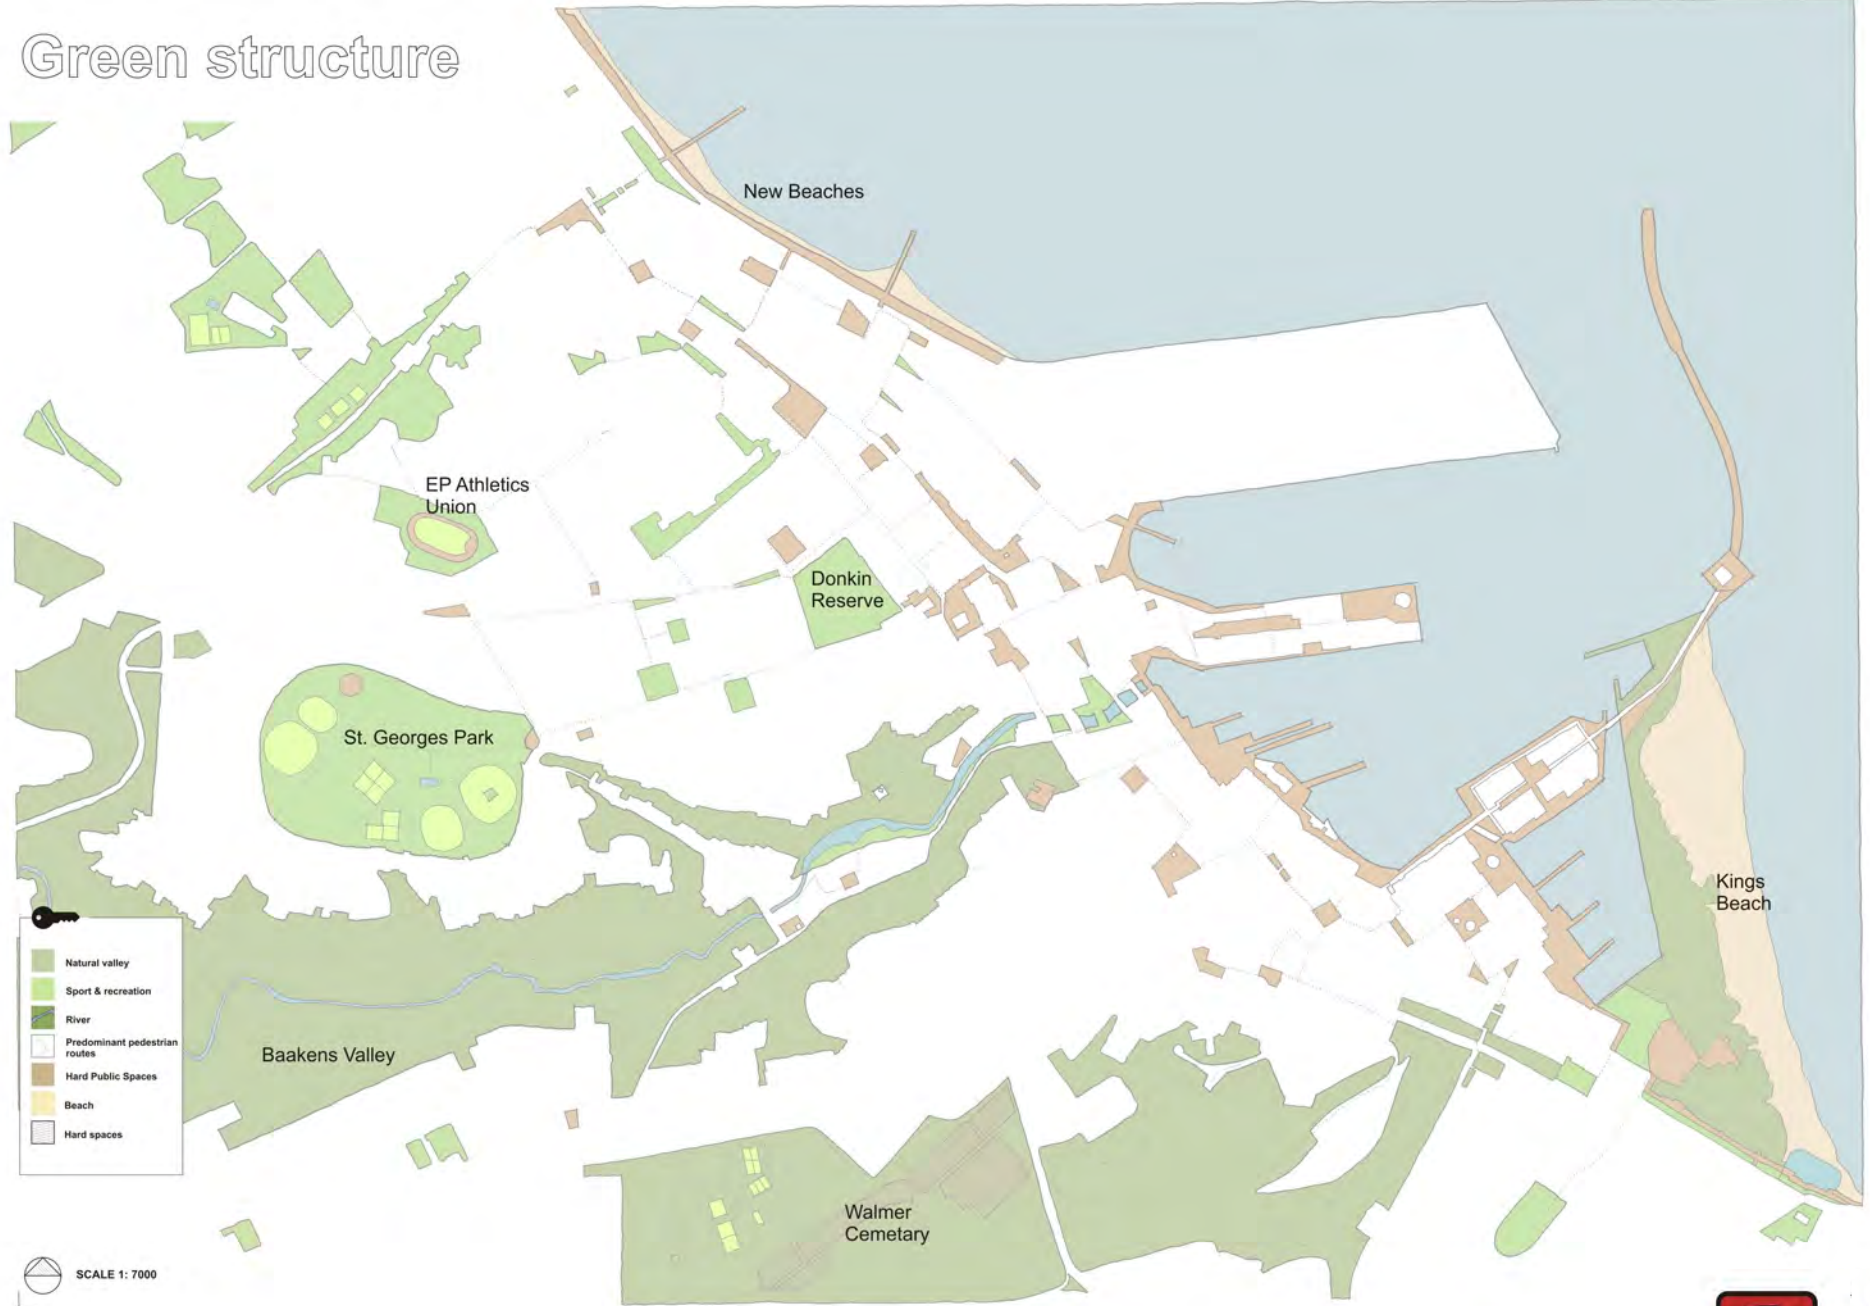 Green structure
New Beaches
EP Athletics
Union
Donkin
Reserve
St. Georges Park
Kings
Beach
Natural valley
Sport & recreation
River
Predominant pedestrian
routes
Hard Public Spaces
Beach
Hard spaces
Baakens Valley
Walmer
Cemetary
SCALE 1: 7000